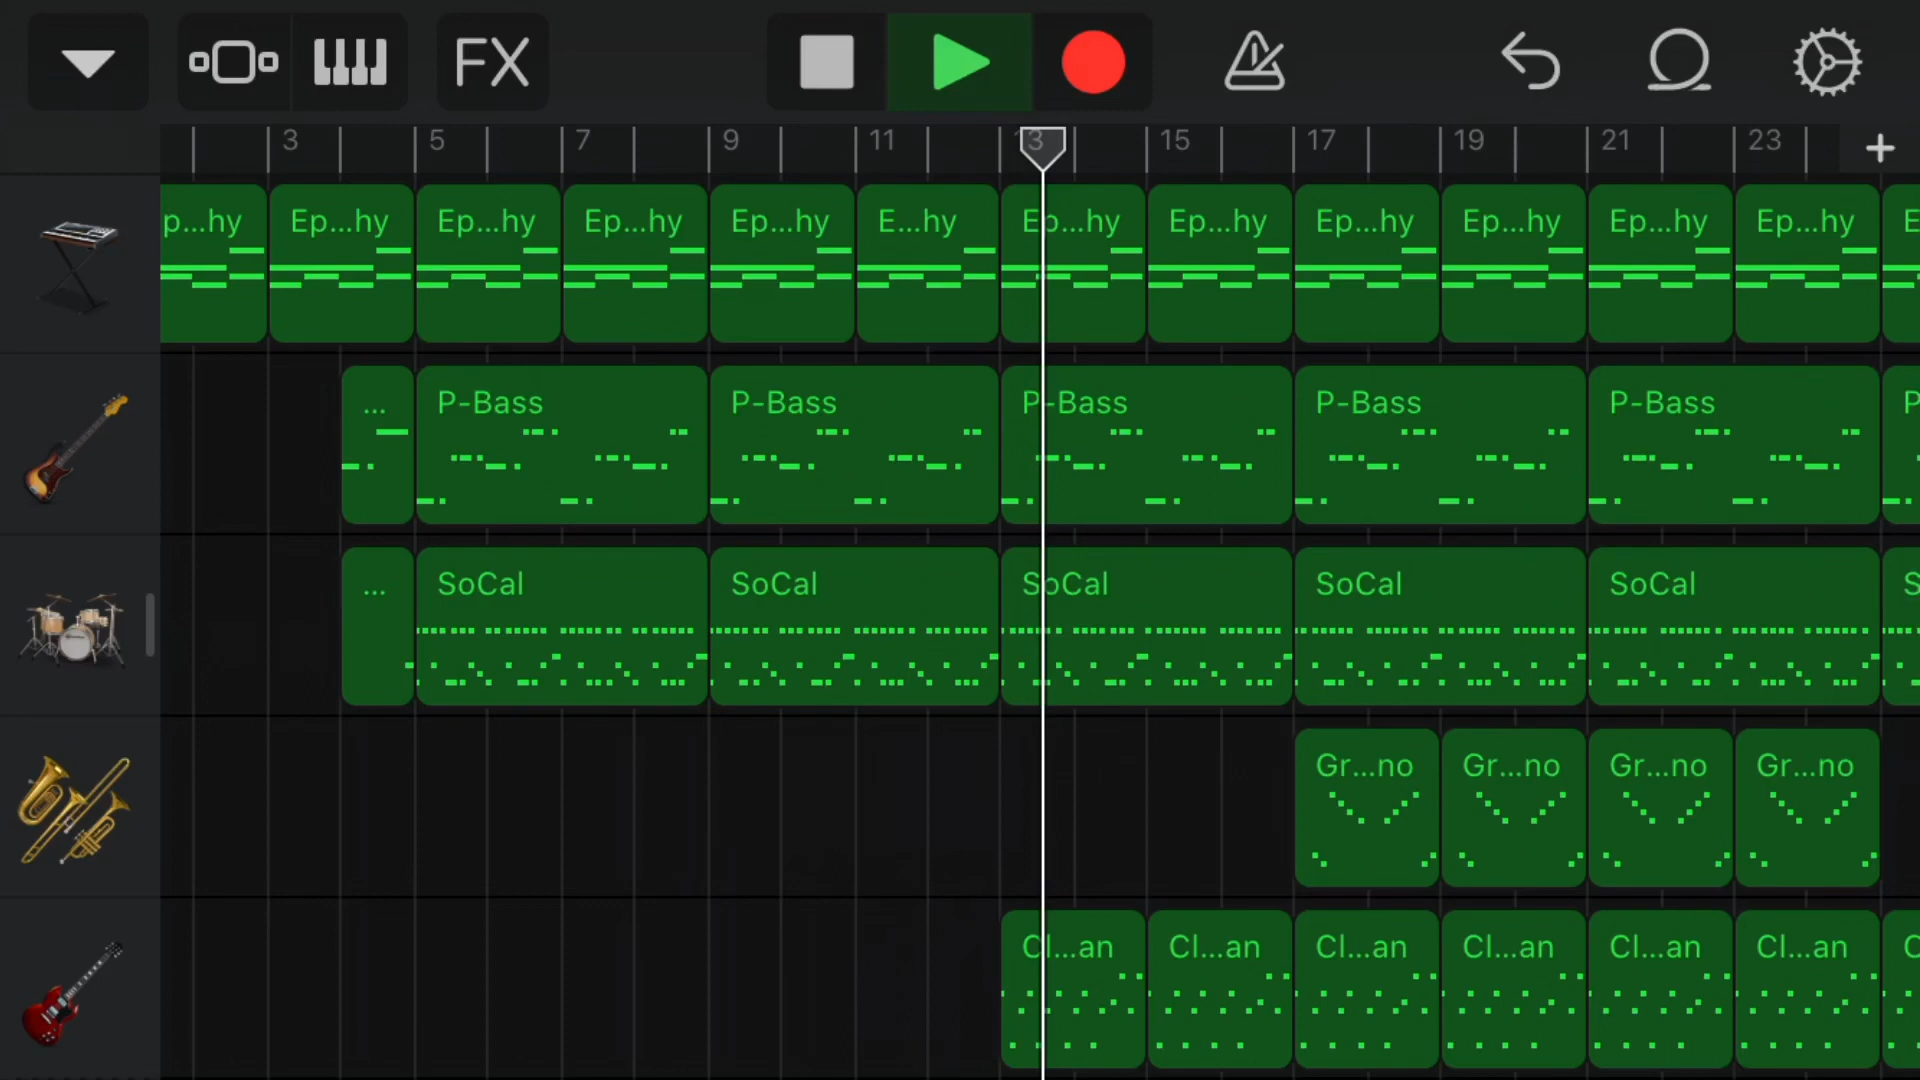 FX
3 5 7 9 11 13 15 17 19 21 23 +
p...hy Ep...hy Ep...hy Ep...hy Ep...hy E...hy Ep...hy Ep...hy Ep...hy Ep...hy Ep...hy Ep...hy E
... P-Bass P-Bass P-Bass P-Bass P-Bass P
... SoCal SoCal SoCal SoCal SoCal S
Gr...no Gr...no Gr...no Gr...no
Cl...an Cl...an Cl...an Cl...an Cl...an Cl...an C